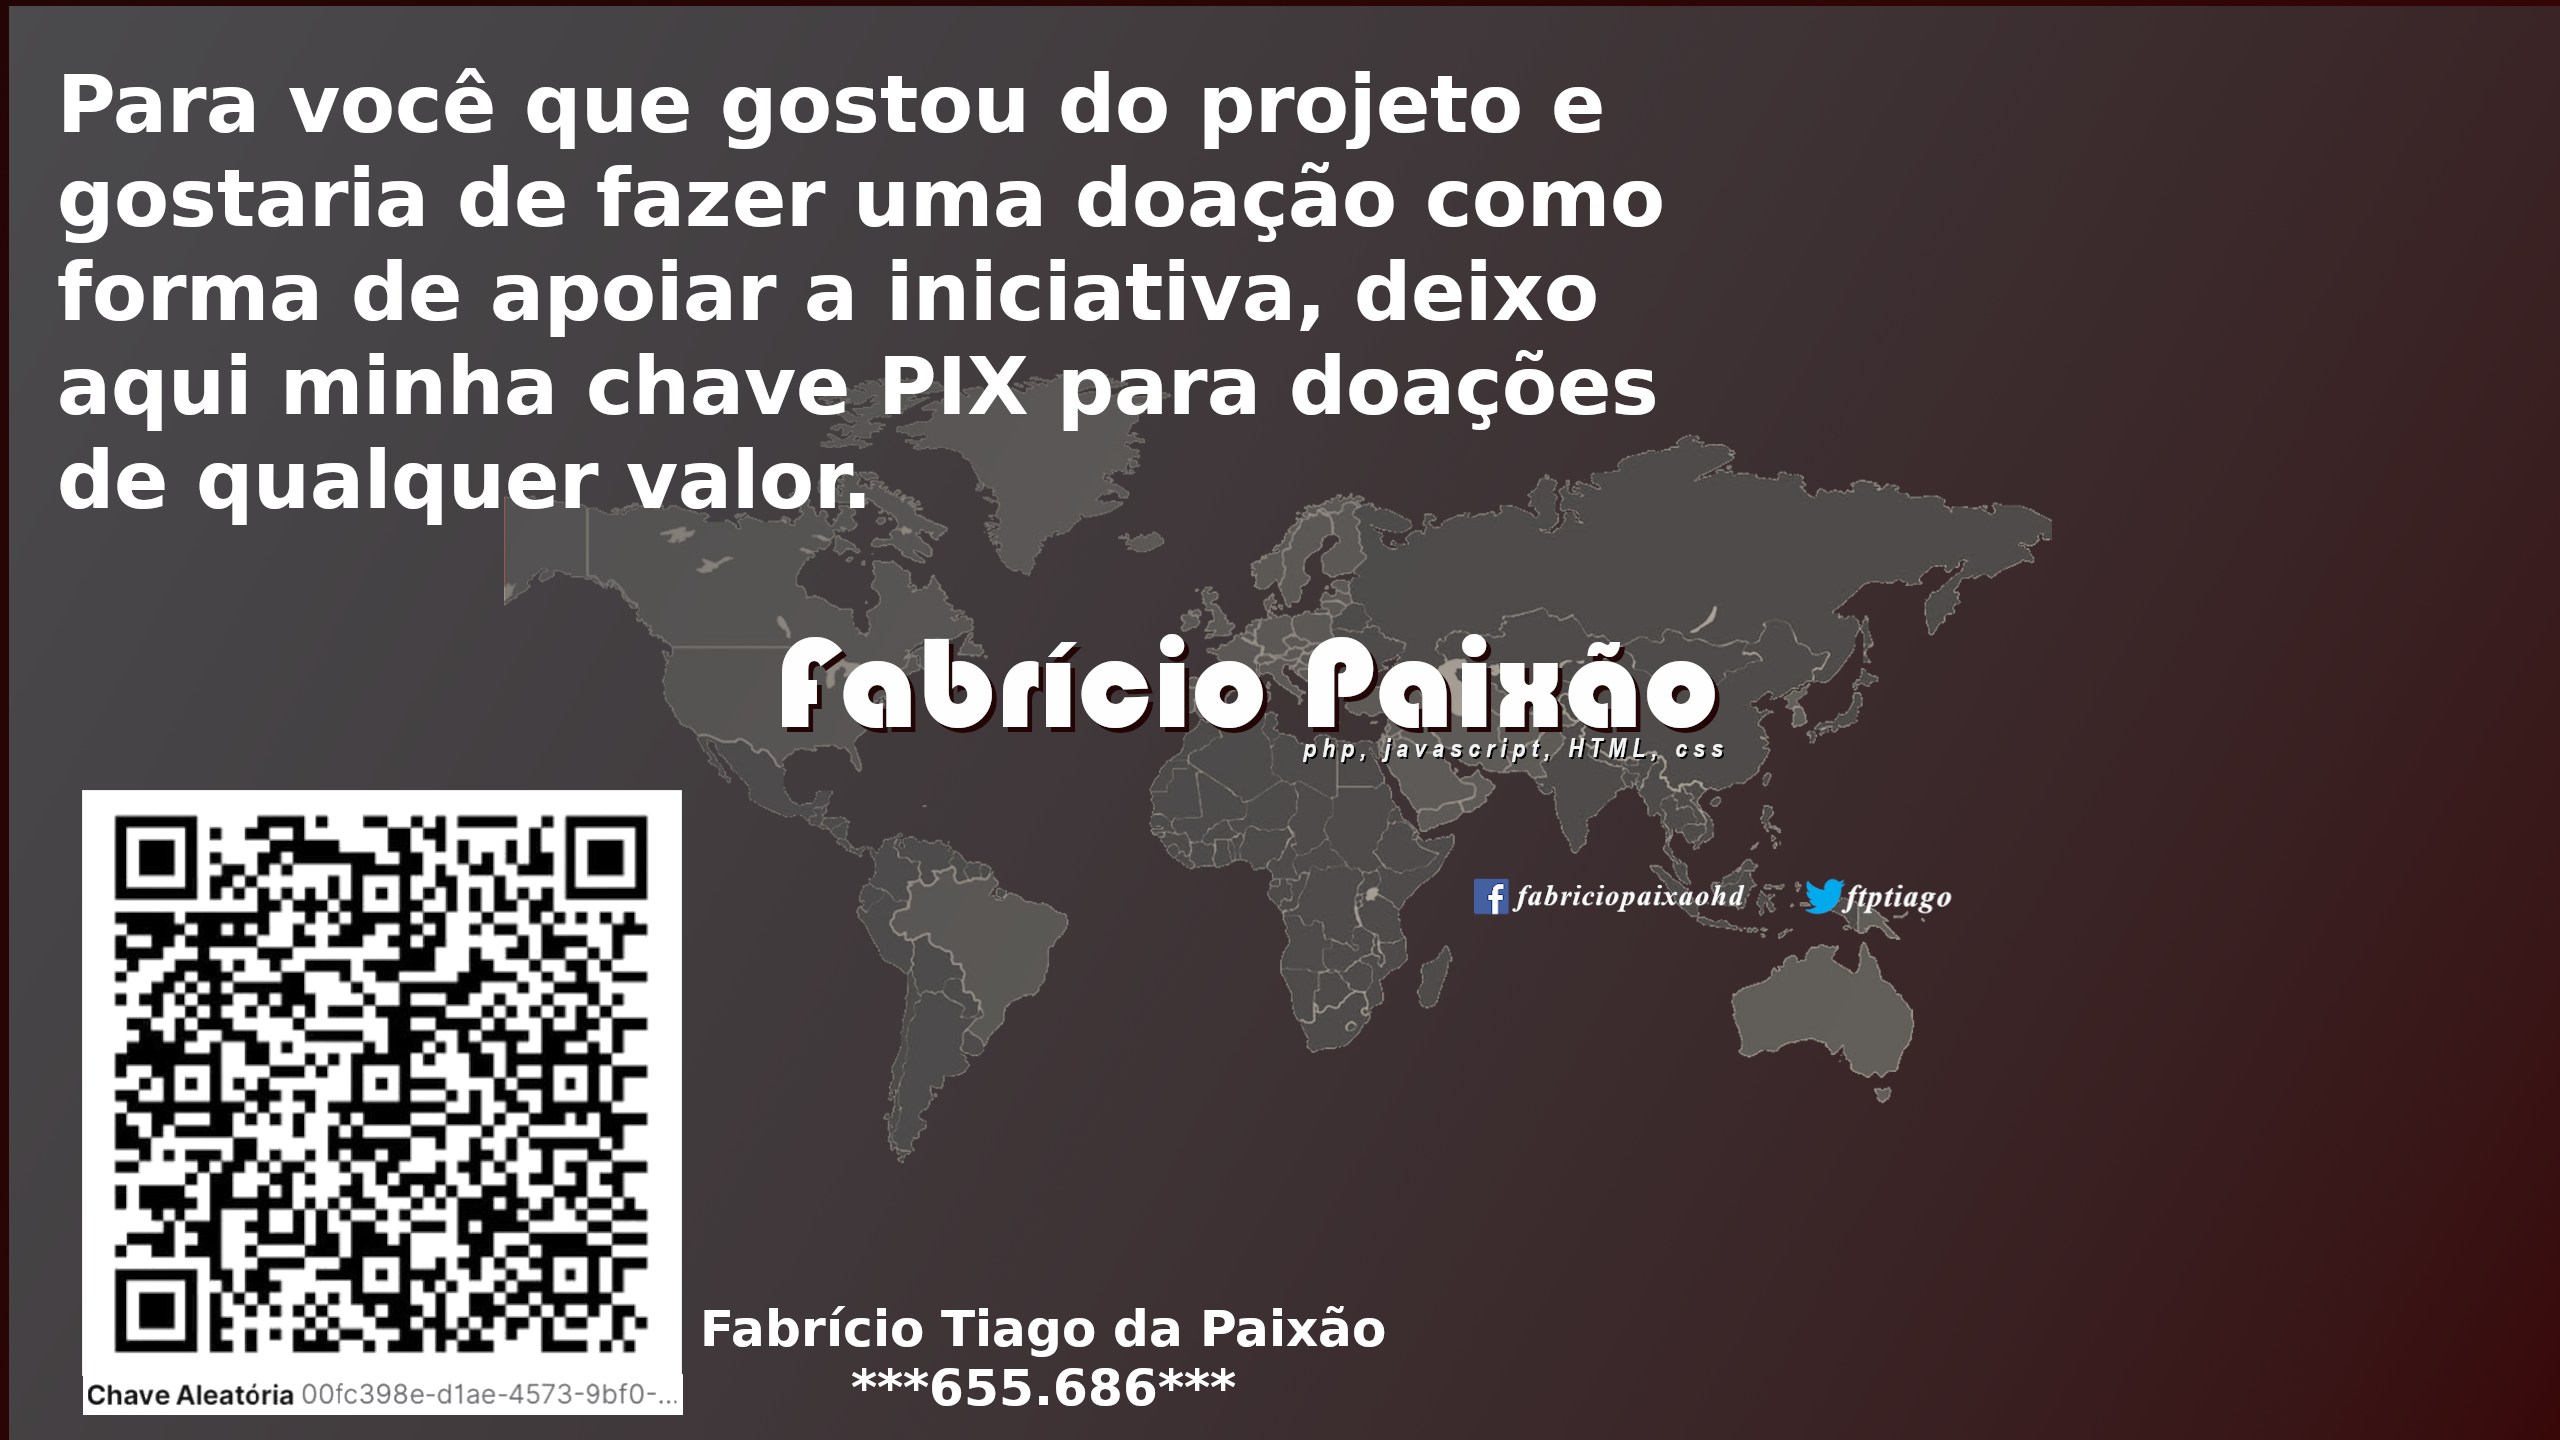 Para você que gostou do projeto e
gostaria de fazer uma doação como
forma de apoiar a iniciativa, deixo
aqui minha chave PIX para doações
de qualquer valor.
Fabrício Paixão
php, javascript, HTML, css
fabriciopaixaohd ftptiago
Fabrício Tiago da Paixão
***655.686***
Chave Aleatória 00fc398e-d1ae-4573-9bf0-...